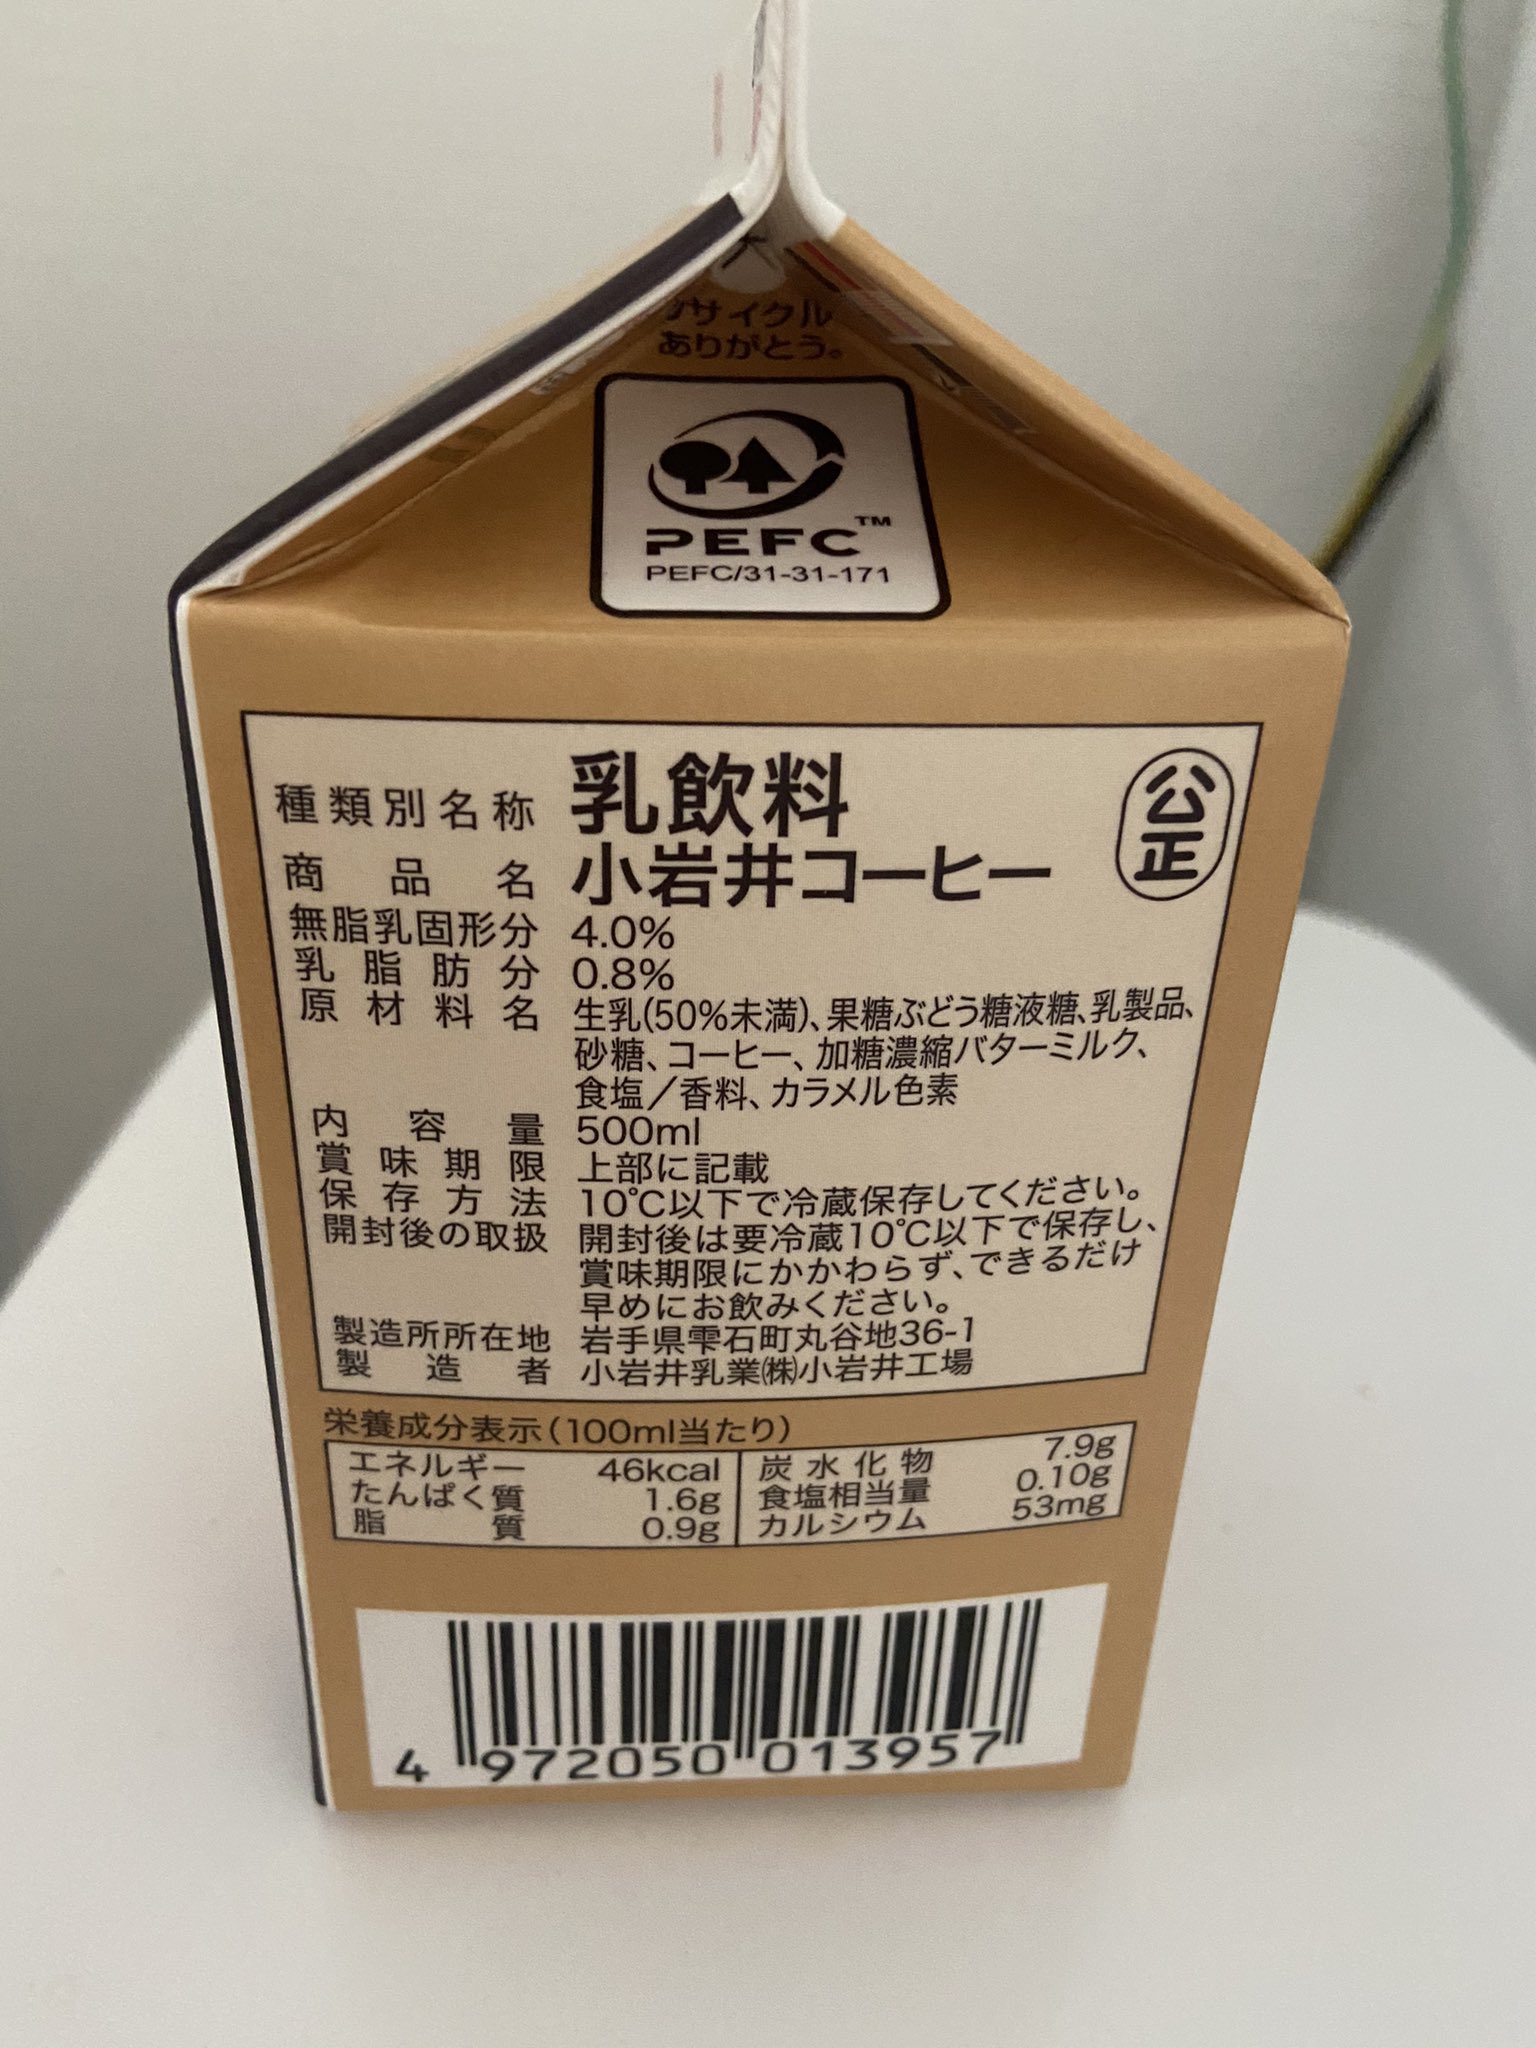 リサイクル
ありがとう。
PEFC™
PEFC/31-31-171
公正
種類別名称 乳飲料
商品名 小岩井コーヒー
無脂乳固形分 4.0%
乳脂肪分 0.8%
原材料名 生乳(50%未満)、果糖ぶどう糖液糖、乳製品、
砂糖、コーヒー、加糖濃縮バターミルク、
食塩/香料、カラメル色素
内容量 500ml
賞味期限 上部に記載
保存方法 10℃以下で冷蔵保存してください。
開封後の取扱 開封後は要冷蔵10℃以下で保存し、
賞味期限にかかわらず、できるだけ
早めにお飲みください。
製造所所在地 岩手県雫石町丸谷地36-1
製造者 小岩井乳業㈱小岩井工場
栄養成分表示(100ml当たり)
エネルギー 46kcal 炭水化物 7.9g
たんぱく質 1.6g 食塩相当量 0.10g
脂質 0.9g カルシウム 53mg
4 972050 013957